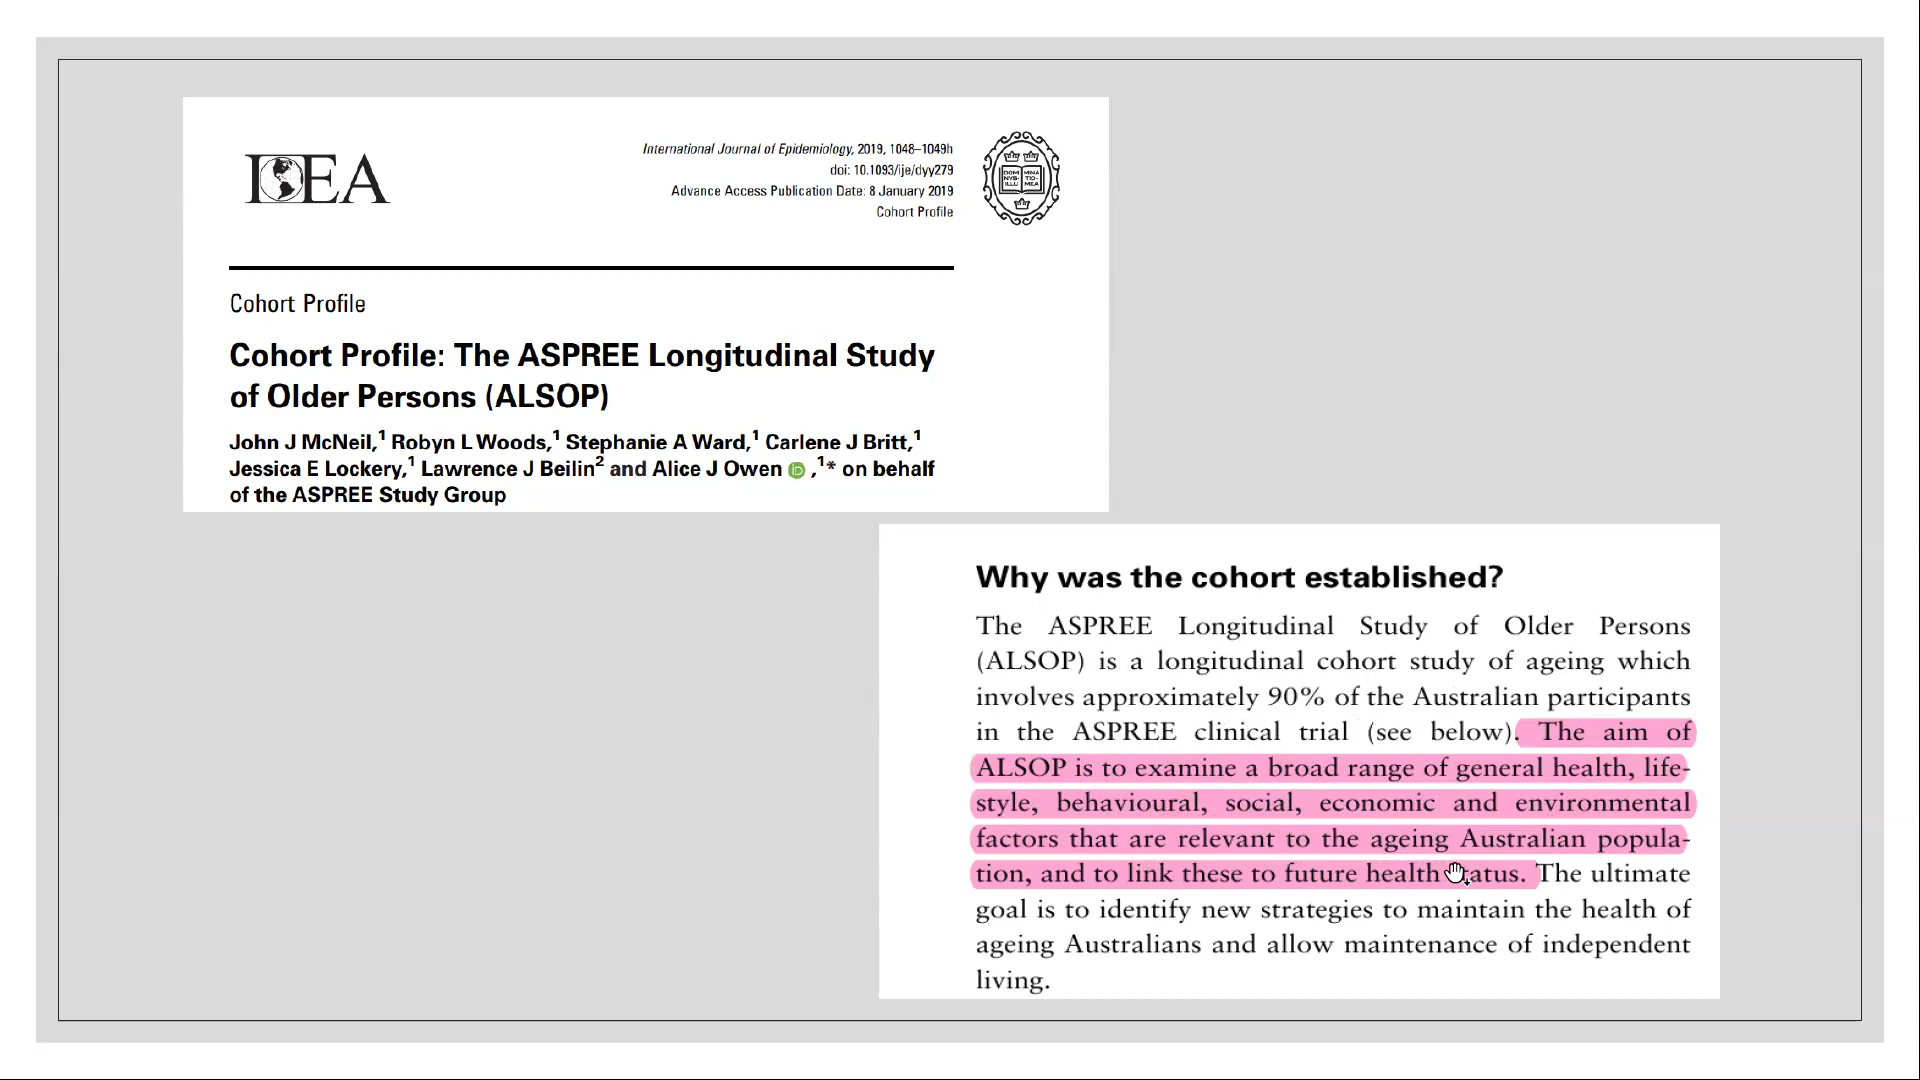 IEA
International Journal of Epidemiology, 2019, 1048–1049h
doi: 10.1093/ije/dyy279
Advance Access Publication Date: 8 January 2019
Cohort Profile
DOMI
NVS·
ILLV
MINA
TIO·
MEA
Cohort Profile
Cohort Profile: The ASPREE Longitudinal Study
of Older Persons (ALSOP)
John J McNeil,1 Robyn L Woods,1 Stephanie A Ward,1 Carlene J Britt,1
Jessica E Lockery,1 Lawrence J Beilin2 and Alice J Owen iD ,1* on behalf
of the ASPREE Study Group
Why was the cohort established?
The ASPREE Longitudinal Study of Older Persons
(ALSOP) is a longitudinal cohort study of ageing which
involves approximately 90% of the Australian participants
in the ASPREE clinical trial (see below). The aim of
ALSOP is to examine a broad range of general health, life-
style, behavioural, social, economic and environmental
factors that are relevant to the ageing Australian popula-
tion, and to link these to future health status. The ultimate
goal is to identify new strategies to maintain the health of
ageing Australians and allow maintenance of independent
living.